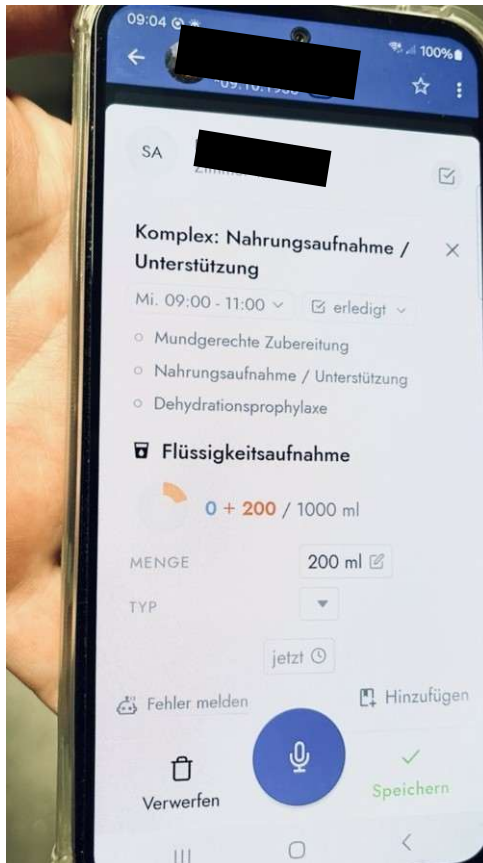 09:04
100%
SA
Komplex: Nahrungsaufnahme /
Unterstützung
Mi. 09:00 - 11:00
erledigt
Mundgerechte Zubereitung
Nahrungsaufnahme / Unterstützung
Dehydrationsprophylaxe
Flüssigkeitsaufnahme
0 + 200 / 1000 ml
MENGE 200 ml
TYP
jetzt
Fehler melden
Hinzufügen
Verwerfen
Speichern